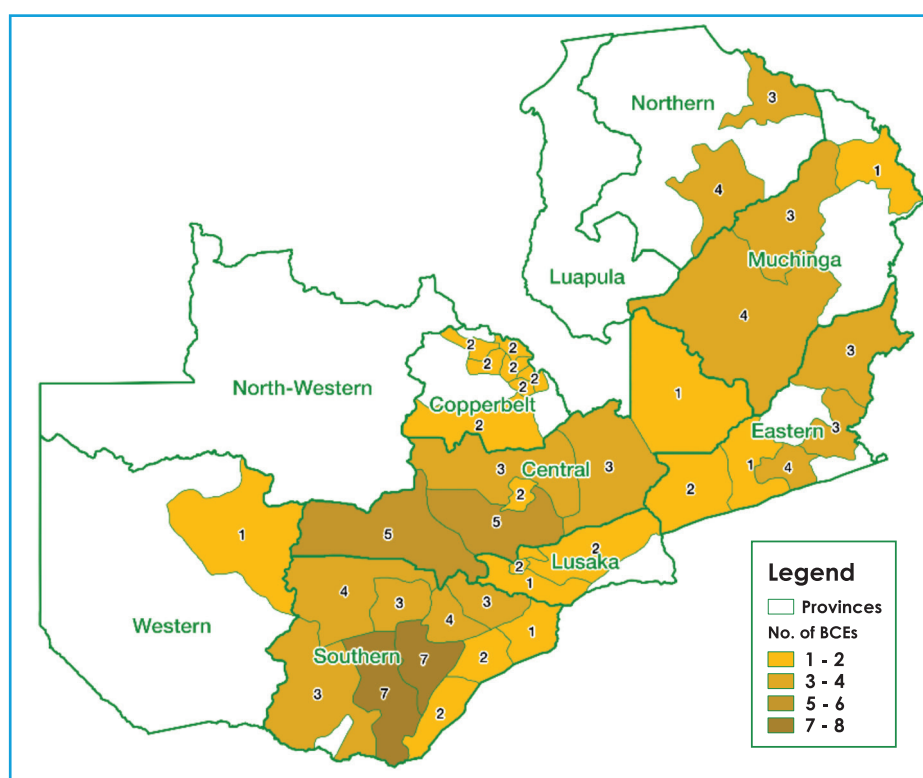 Northern
3
1
4
3
Muchinga
Luapula
4
3
2
2
2
2
North-Western
2
2
1
Copperbelt
2
Eastern
3
3
Central
3
1
4
2
2
5
5
1
2
Lusaka
2
1
4
3
3
4
Western
1
Southern
7
2
3
7
2
Legend
Provinces
No. of BCEs
1 - 2
3 - 4
5 - 6
7 - 8